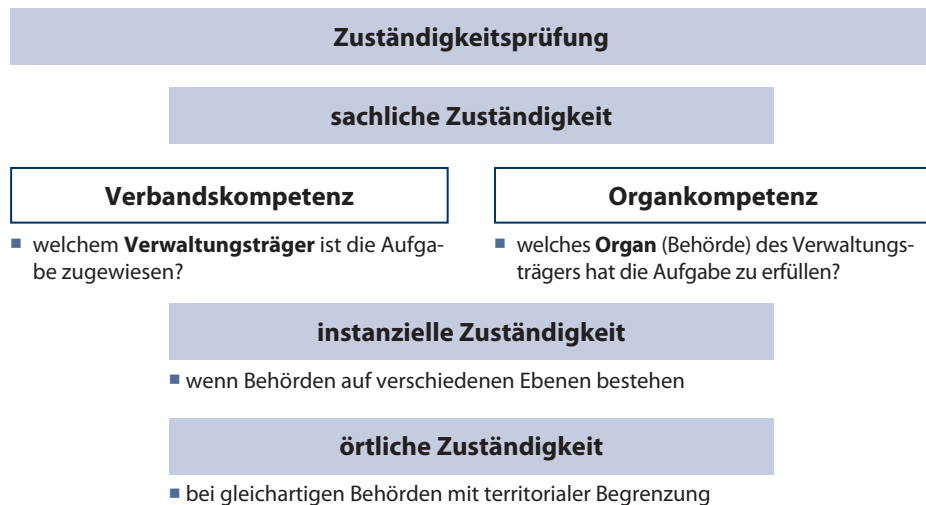 Zuständigkeitsprüfung
sachliche Zuständigkeit
Verbandskompetenz
■ welchem Verwaltungsträger ist die Aufga-
be zugewiesen?
Organkompetenz
■ welches Organ (Behörde) des Verwaltungs-
trägers hat die Aufgabe zu erfüllen?
instanzielle Zuständigkeit
■ wenn Behörden auf verschiedenen Ebenen bestehen
örtliche Zuständigkeit
■ bei gleichartigen Behörden mit territorialer Begrenzung